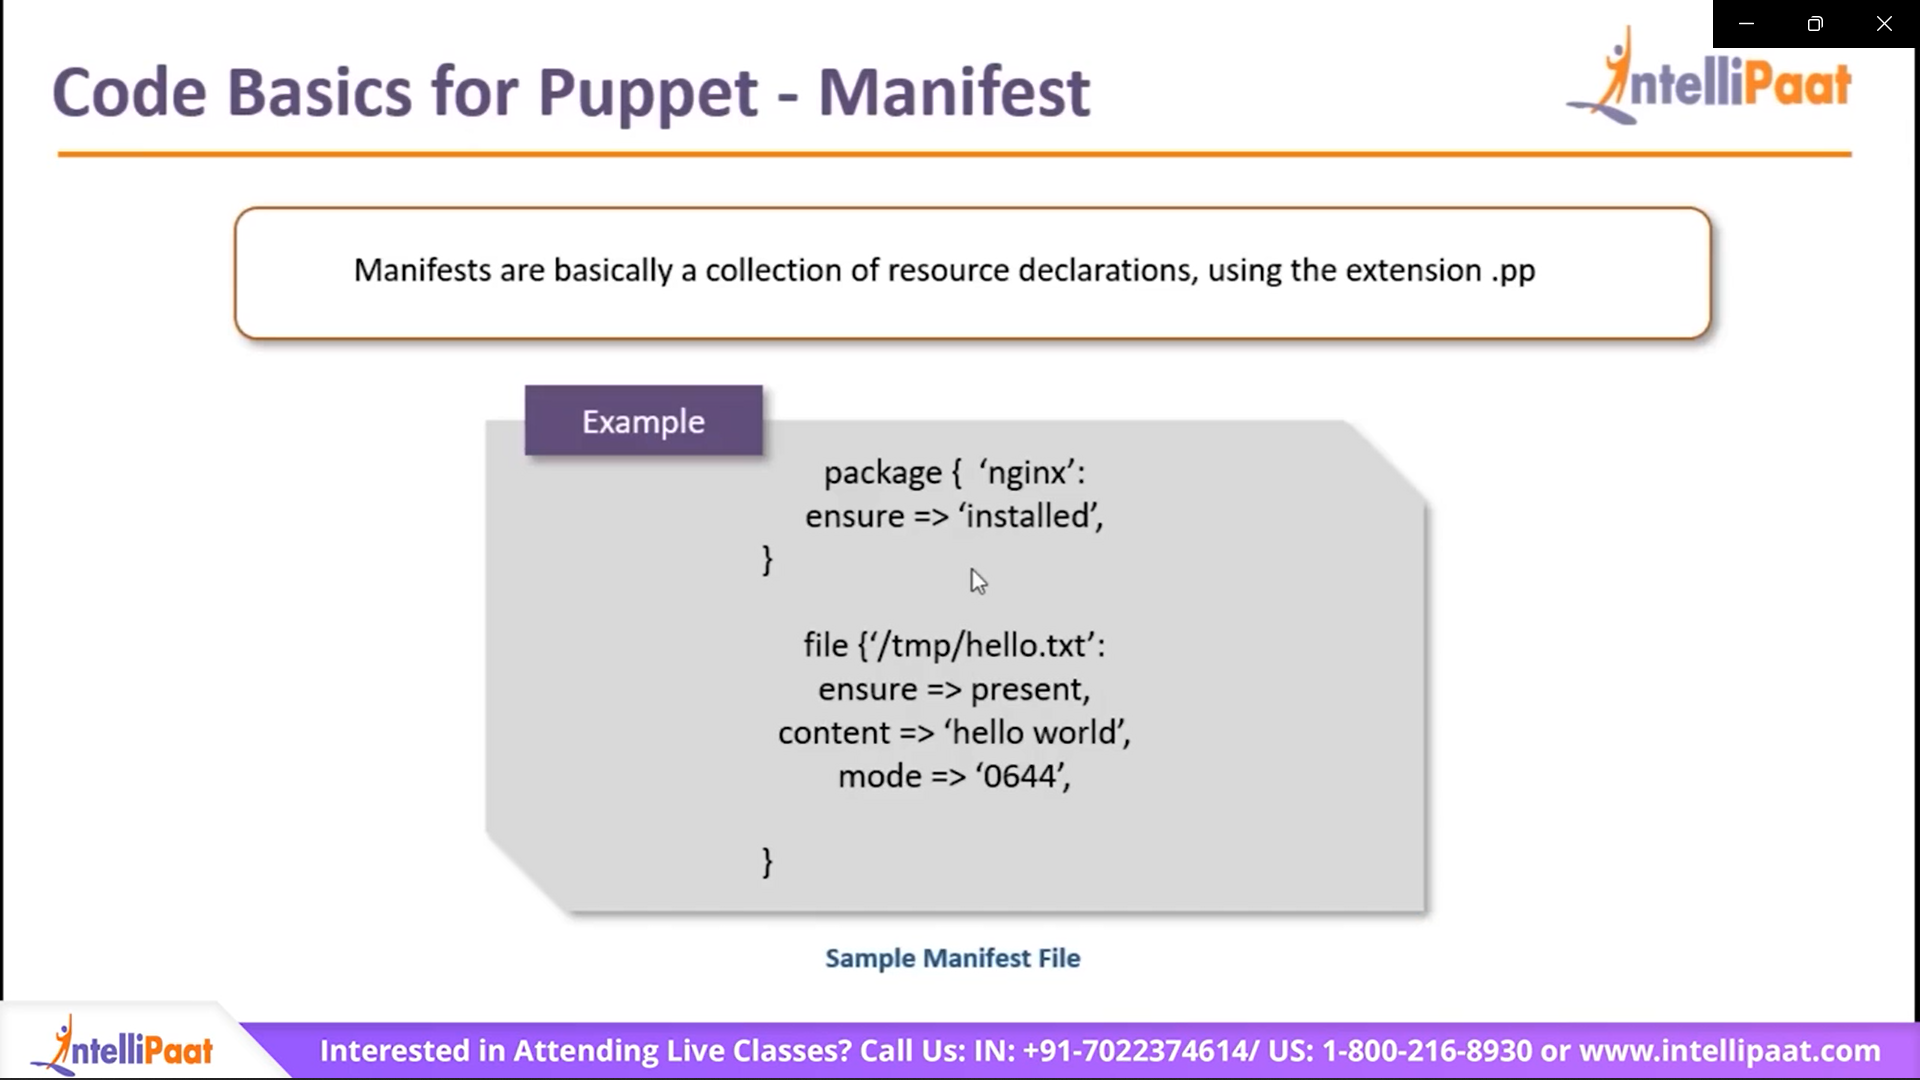 Code Basics for Puppet - Manifest
IntelliPaat
Manifests are basically a collection of resource declarations, using the extension .pp
Example
package {  ‘nginx’:
ensure => ‘installed’,
}
file {‘/tmp/hello.txt’:
ensure => present,
content => ‘hello world’,
mode => ‘0644’,
}
Sample Manifest File
IntelliPaat
Interested in Attending Live Classes? Call Us: IN: +91-7022374614/ US: 1-800-216-8930 or www.intellipaat.com